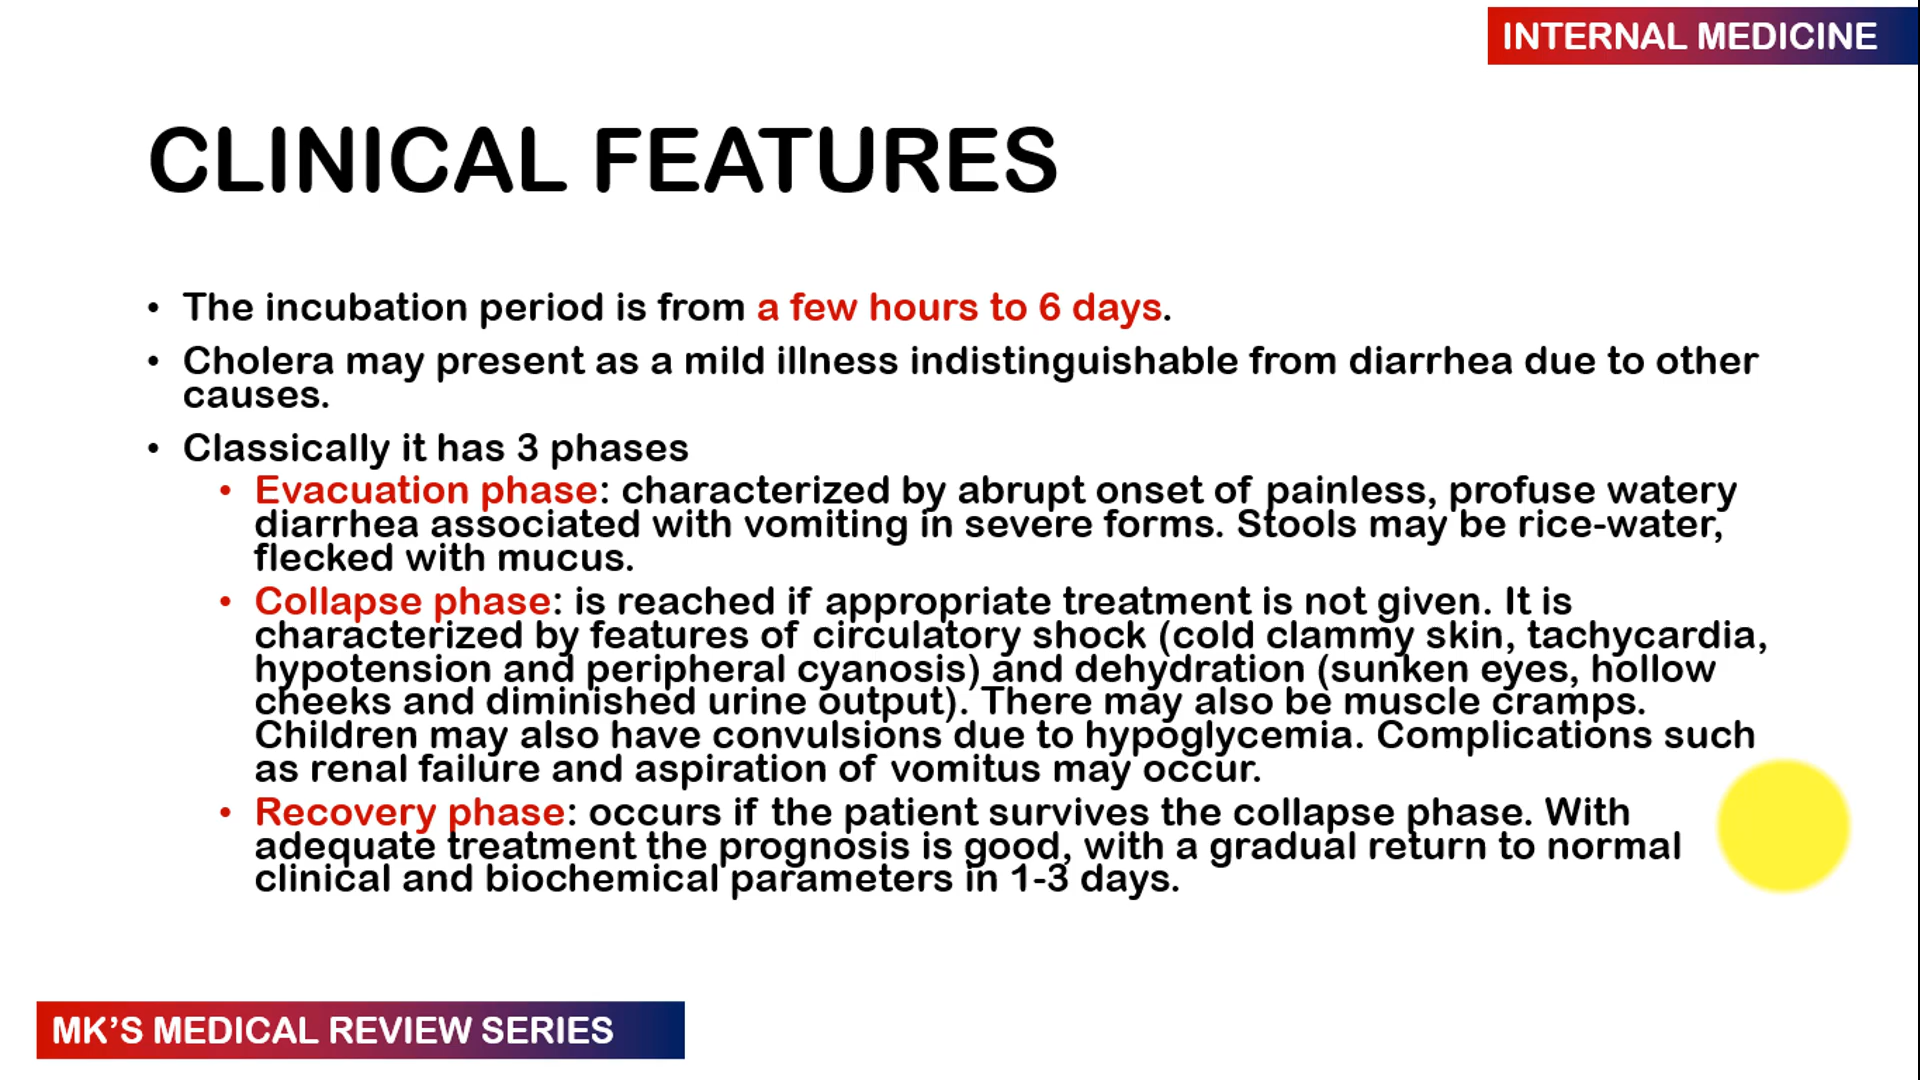 INTERNAL MEDICINE
CLINICAL FEATURES
• The incubation period is from a few hours to 6 days.
• Cholera may present as a mild illness indistinguishable from diarrhea due to other
causes.
• Classically it has 3 phases
• Evacuation phase: characterized by abrupt onset of painless, profuse watery
diarrhea associated with vomiting in severe forms. Stools may be rice-water,
flecked with mucus.
• Collapse phase: is reached if appropriate treatment is not given. It is
characterized by features of circulatory shock (cold clammy skin, tachycardia,
hypotension and peripheral cyanosis) and dehydration (sunken eyes, hollow
cheeks and diminished urine output). There may also be muscle cramps.
Children may also have convulsions due to hypoglycemia. Complications such
as renal failure and aspiration of vomitus may occur.
• Recovery phase: occurs if the patient survives the collapse phase. With
adequate treatment the prognosis is good, with a gradual return to normal
clinical and biochemical parameters in 1-3 days.
MK'S MEDICAL REVIEW SERIES